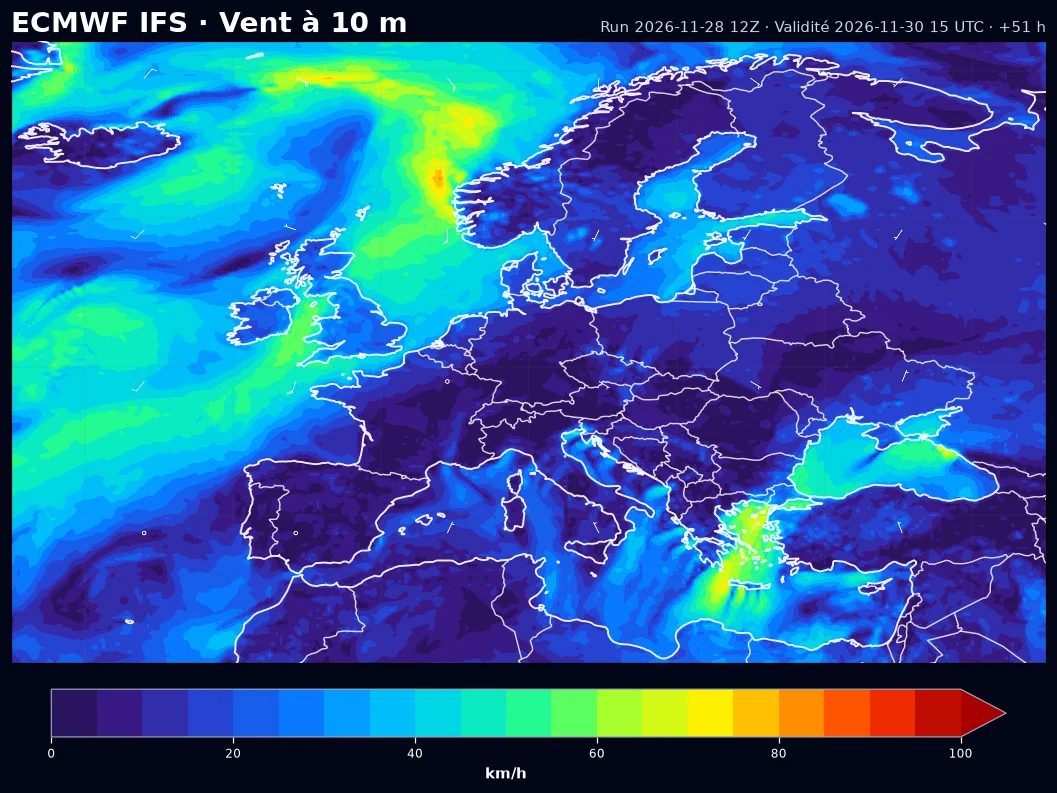 ECMWF IFS · Vent à 10 m
Run 2026-11-28 12Z · Validité 2026-11-30 15 UTC · +51 h
0 20 40 60 80 100
km/h